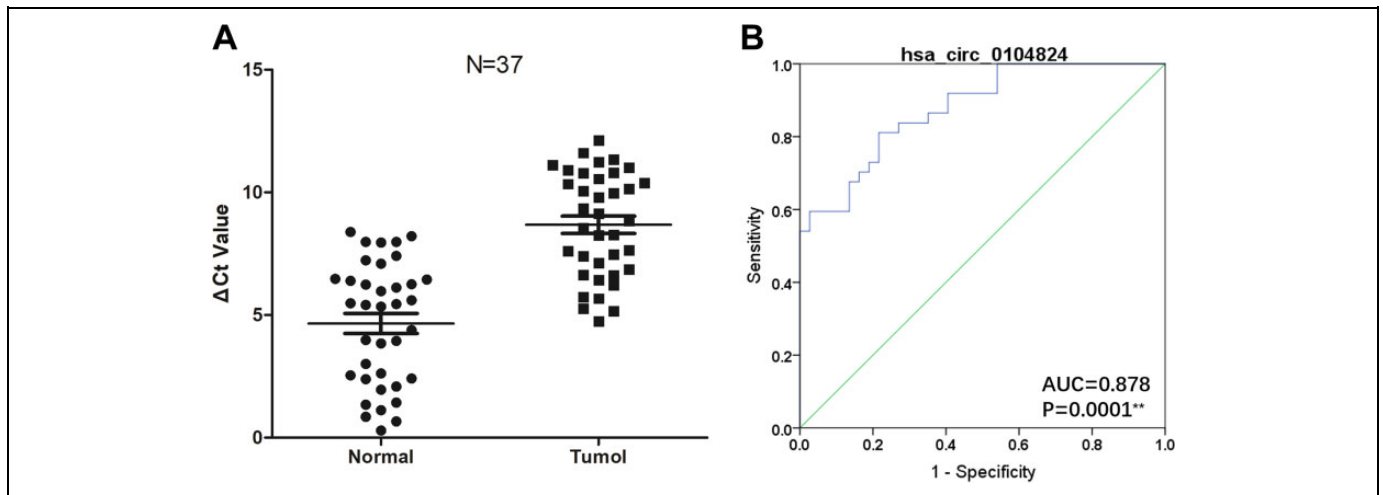 A
N=37
ΔCt Value
15
10
5
0
Normal
Tumol
B
hsa_circ_0104824
Sensitivity
1.0
0.8
0.6
0.4
0.2
0.0
AUC=0.878
P=0.0001**
0.0 0.2 0.4 0.6 0.8 1.0
1 - Specificity